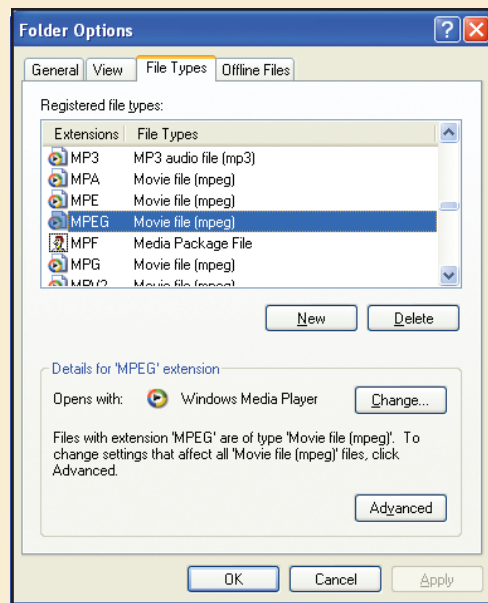 Folder Options
General View File Types Offline Files
Registered file types:
Extensions File Types
MP3 MP3 audio file (mp3)
MPA Movie file (mpeg)
MPE Movie file (mpeg)
MPEG Movie file (mpeg)
MPF Media Package File
MPG Movie file (mpeg)
MPV2 Movie file (mpeg)
New Delete
Details for 'MPEG' extension
Opens with: Windows Media Player Change...
Files with extension 'MPEG' are of type 'Movie file (mpeg)'. To
change settings that affect all 'Movie file (mpeg)' files, click
Advanced.
Advanced
OK Cancel Apply